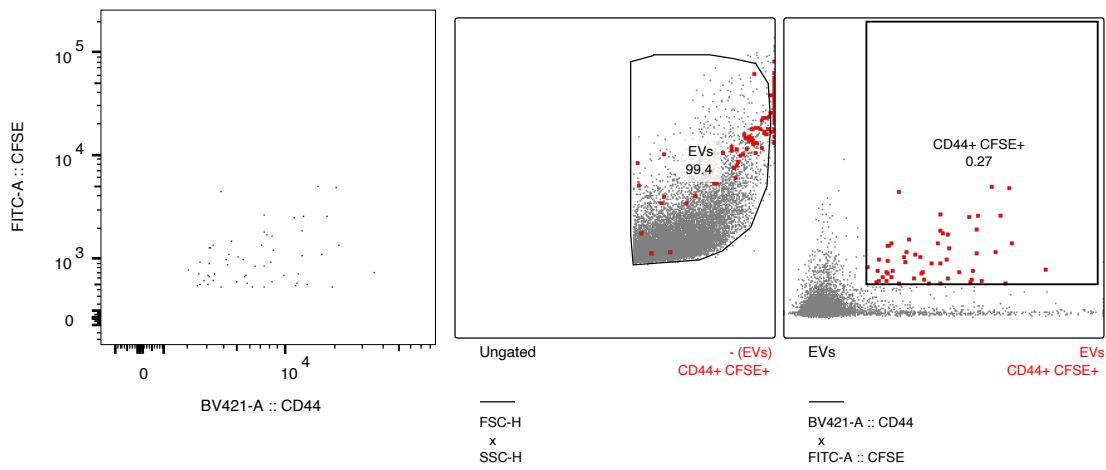 FITC-A :: CFSE
10^5
10^4
10^3
0
0
10^4
BV421-A :: CD44
EVs
99.4
Ungated
- (EVs)
CD44+ CFSE+
FSC-H
x
SSC-H
CD44+ CFSE+
0.27
EVs
EVs
CD44+ CFSE+
BV421-A :: CD44
x
FITC-A :: CFSE